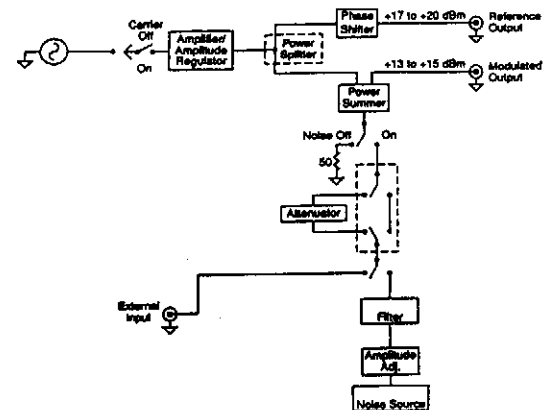 Carrier
Off
On
Amplified
Amplitude
Regulator
Power
Splitter
Phase
Shifter
+17 to +20 dBm
Reference
Output
+13 to +15 dBm
Modulated
Output
Power
Summer
Noise Off
On
50
Attenuator
External
Input
Filter
Amplitude
Adj.
Noise Source